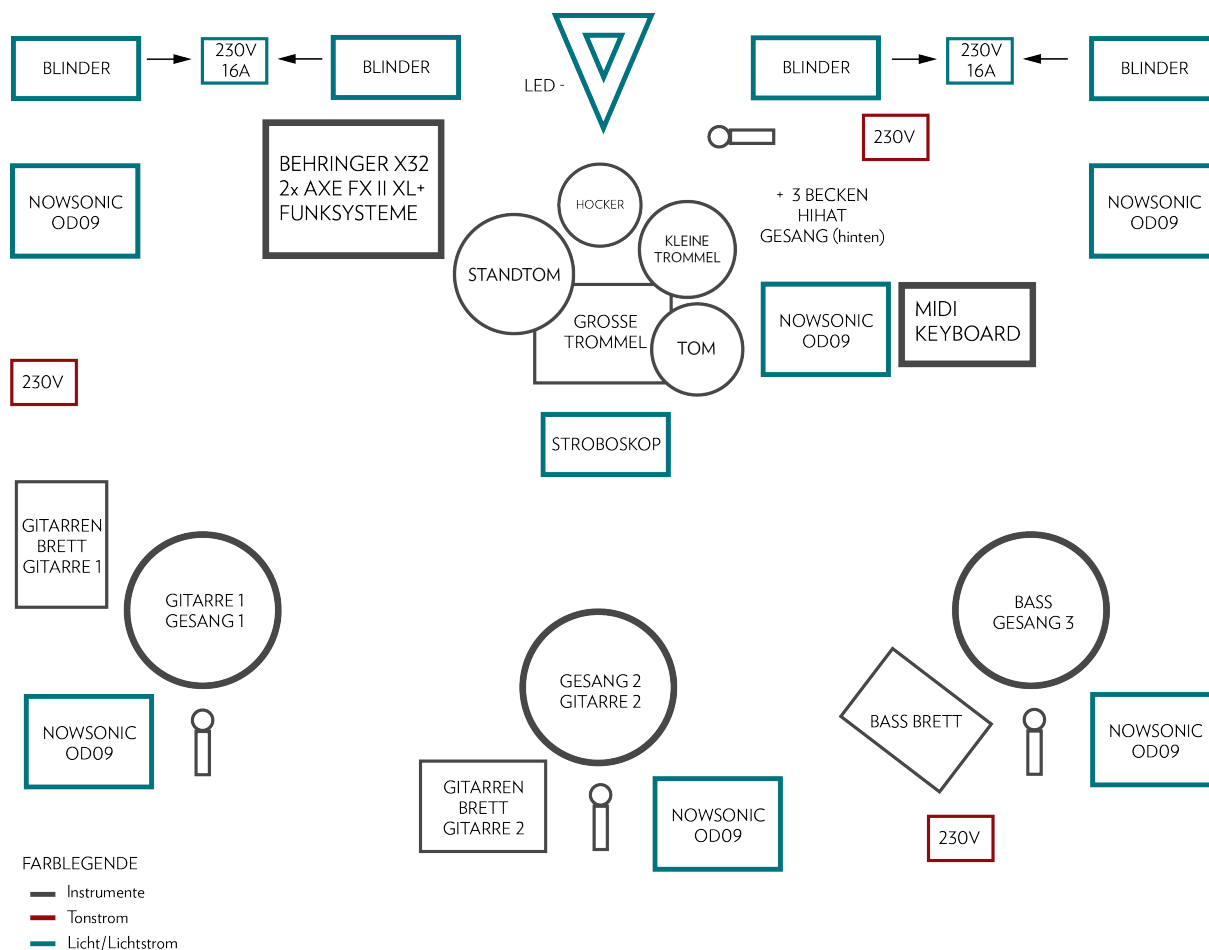 BLINDER
230V
16A
BLINDER
LED -
BLINDER
230V
16A
BLINDER
230V
BEHRINGER X32
2x AXE FX II XL+
FUNKSYSTEME
NOWSONIC
OD09
HOCKER
+ 3 BECKEN
HIHAT
GESANG (hinten)
NOWSONIC
OD09
KLEINE
TROMMEL
STANDTOM
GROSSE
TROMMEL
TOM
NOWSONIC
OD09
MIDI
KEYBOARD
230V
STROBOSKOP
GITARREN
BRETT
GITARRE 1
GITARRE 1
GESANG 1
BASS
GESANG 3
GESANG 2
GITARRE 2
BASS BRETT
NOWSONIC
OD09
NOWSONIC
OD09
GITARREN
BRETT
GITARRE 2
NOWSONIC
OD09
230V
FARBLEGENDE
Instrumente
Tonstrom
Licht/Lichtstrom